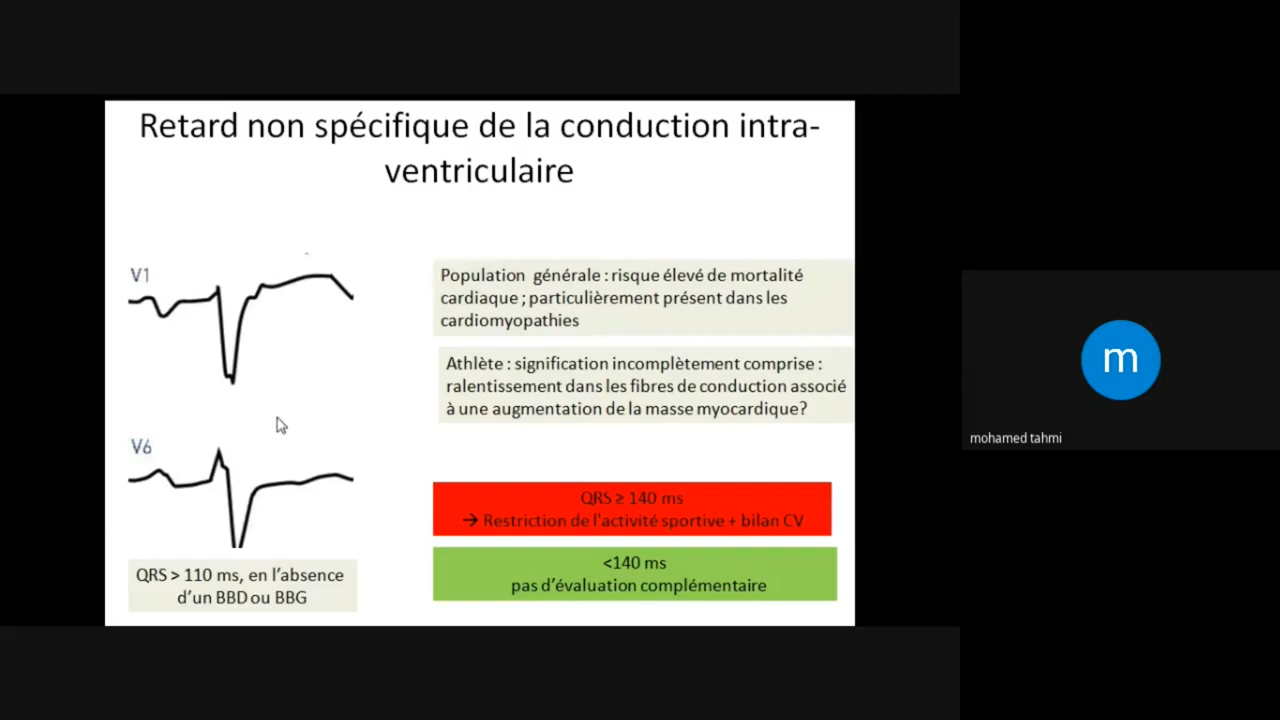 Retard non spécifique de la conduction intra-
ventriculaire
V1
Population générale : risque élevé de mortalité
cardiaque ; particulièrement présent dans les
cardiomyopathies
Athlète : signification incomplètement comprise :
ralentissement dans les fibres de conduction associé
à une augmentation de la masse myocardique?
V6
QRS ≥ 140 ms
→ Restriction de l'activité sportive + bilan CV
<140 ms
pas d'évaluation complémentaire
QRS > 110 ms, en l'absence
d'un BBD ou BBG
m
mohamed tahmi